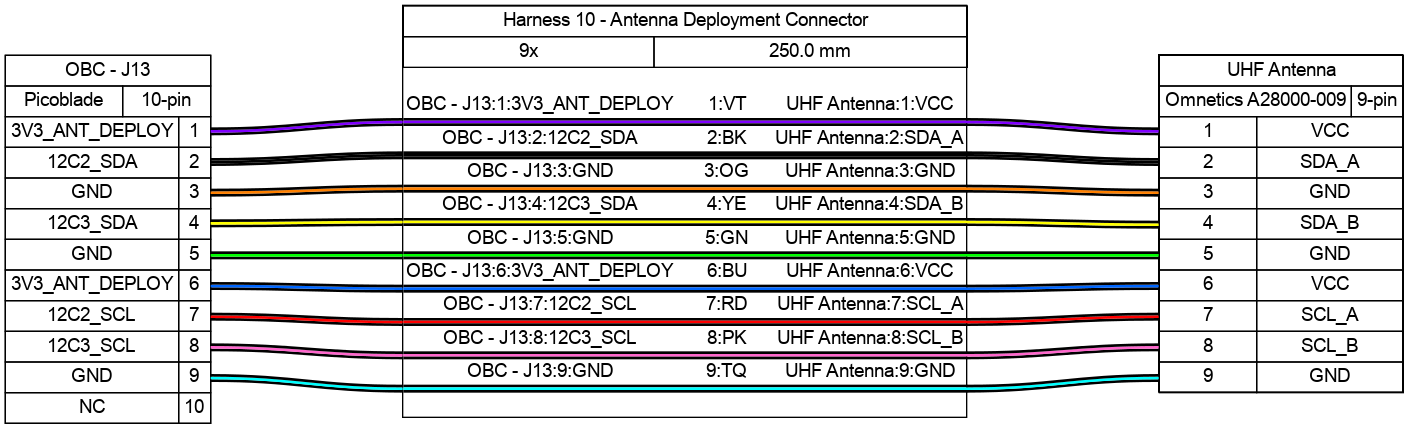 Harness 10 - Antenna Deployment Connector
9x 250.0 mm
OBC - J13
Picoblade 10-pin
3V3_ANT_DEPLOY 1
12C2_SDA 2
GND 3
12C3_SDA 4
GND 5
3V3_ANT_DEPLOY 6
12C2_SCL 7
12C3_SCL 8
GND 9
NC 10
OBC - J13:1:3V3_ANT_DEPLOY 1:VT UHF Antenna:1:VCC
OBC - J13:2:12C2_SDA 2:BK UHF Antenna:2:SDA_A
OBC - J13:3:GND 3:OG UHF Antenna:3:GND
OBC - J13:4:12C3_SDA 4:YE UHF Antenna:4:SDA_B
OBC - J13:5:GND 5:GN UHF Antenna:5:GND
OBC - J13:6:3V3_ANT_DEPLOY 6:BU UHF Antenna:6:VCC
OBC - J13:7:12C2_SCL 7:RD UHF Antenna:7:SCL_A
OBC - J13:8:12C3_SCL 8:PK UHF Antenna:8:SCL_B
OBC - J13:9:GND 9:TQ UHF Antenna:9:GND
UHF Antenna
Omnetics A28000-009 9-pin
1 VCC
2 SDA_A
3 GND
4 SDA_B
5 GND
6 VCC
7 SCL_A
8 SCL_B
9 GND